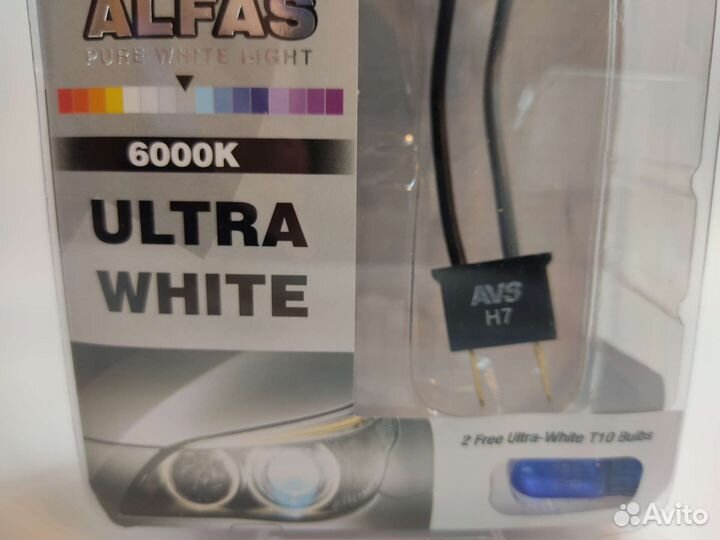 ALFAS
PURE WHITE LIGHT
6000K
ULTRA
WHITE
AVS
H7
2 Free Ultra-White T10 Bulbs
Avito